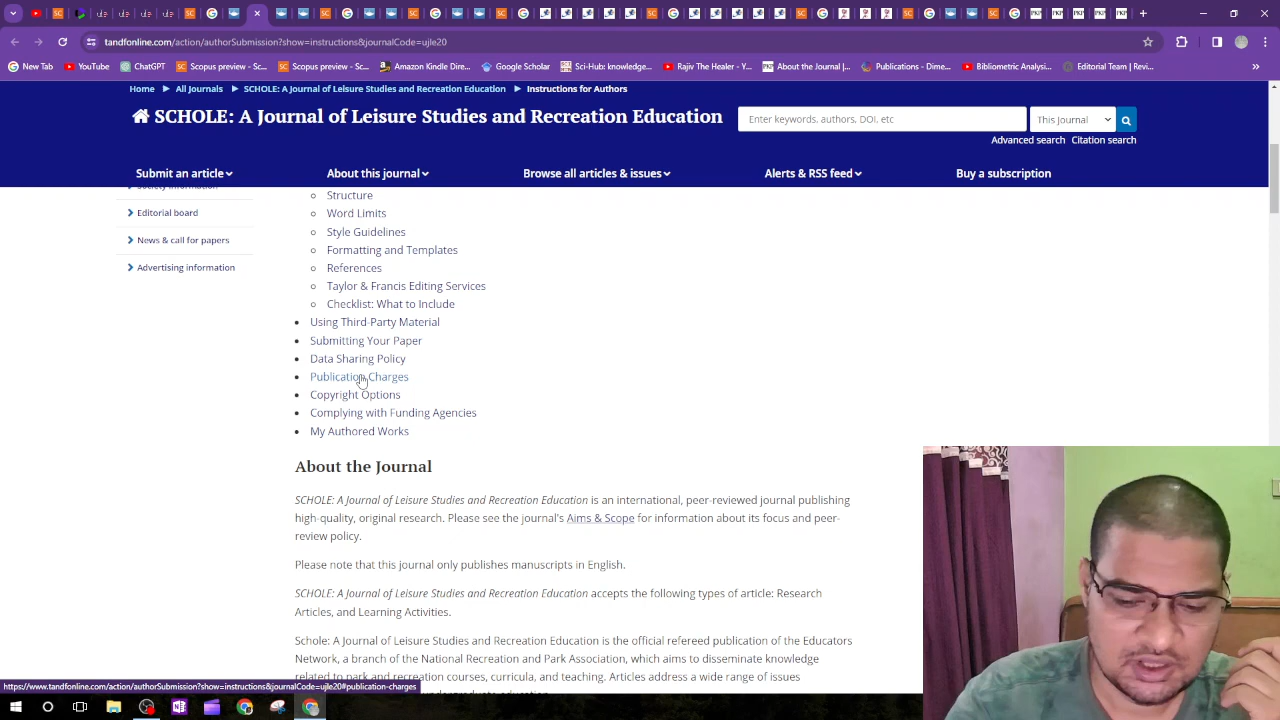 tandfonline.com/action/authorSubmission?show=instructions&journalCode=ujle20
New Tab
YouTube
ChatGPT
Scopus preview - Sc...
Scopus preview - Sc...
Amazon Kindle Dire...
Google Scholar
Sci-Hub: knowledge...
Rajiv The Healer - Y...
About the Journal |...
Publications - Dime...
Bibliometric Analysi...
Editorial Team | Revi...
Home
All Journals
SCHOLE: A Journal of Leisure Studies and Recreation Education
Instructions for Authors
SCHOLE: A Journal of Leisure Studies and Recreation Education
Enter keywords, authors, DOI, etc
This Journal
Advanced search
Citation search
Submit an article
About this journal
Browse all articles & issues
Alerts & RSS feed
Buy a subscription
Society information
Editorial board
News & call for papers
Advertising information
Structure
Word Limits
Style Guidelines
Formatting and Templates
References
Taylor & Francis Editing Services
Checklist: What to Include
Using Third-Party Material
Submitting Your Paper
Data Sharing Policy
Publication Charges
Copyright Options
Complying with Funding Agencies
My Authored Works
About the Journal
SCHOLE: A Journal of Leisure Studies and Recreation Education is an international, peer-reviewed journal publishing
high-quality, original research. Please see the journal's Aims & Scope for information about its focus and peer-
review policy.
Please note that this journal only publishes manuscripts in English.
SCHOLE: A Journal of Leisure Studies and Recreation Education accepts the following types of article: Research
Articles, and Learning Activities.
Schole: A Journal of Leisure Studies and Recreation Education is the official refereed publication of the Educators
Network, a branch of the National Recreation and Park Association, which aims to disseminate knowledge
related to park and recreation courses, curricula, and teaching. Articles address a wide range of issues
https://www.tandfonline.com/action/authorSubmission?show=instructions&journalCode=ujle20#publication-charges